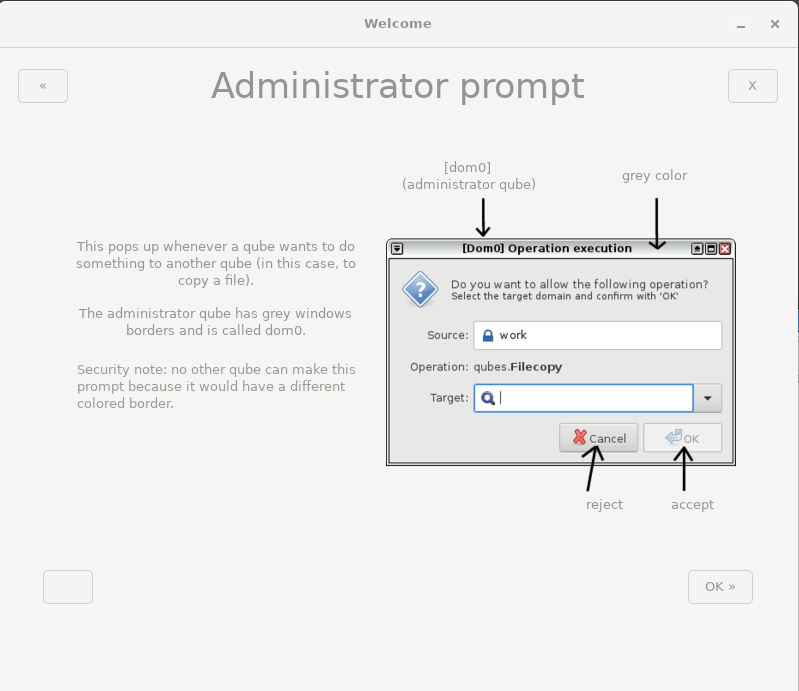 Welcome
«
Administrator prompt
X
[dom0]
(administrator qube)
grey color
This pops up whenever a qube wants to do
something to another qube (in this case, to
copy a file).
The administrator qube has grey windows
borders and is called dom0.
Security note: no other qube can make this
prompt because it would have a different
colored border.
[Dom0] Operation execution
Do you want to allow the following operation?
Select the target domain and confirm with 'OK'
Source: work
Operation: qubes.Filecopy
Target:
Cancel
OK
reject
accept
OK »